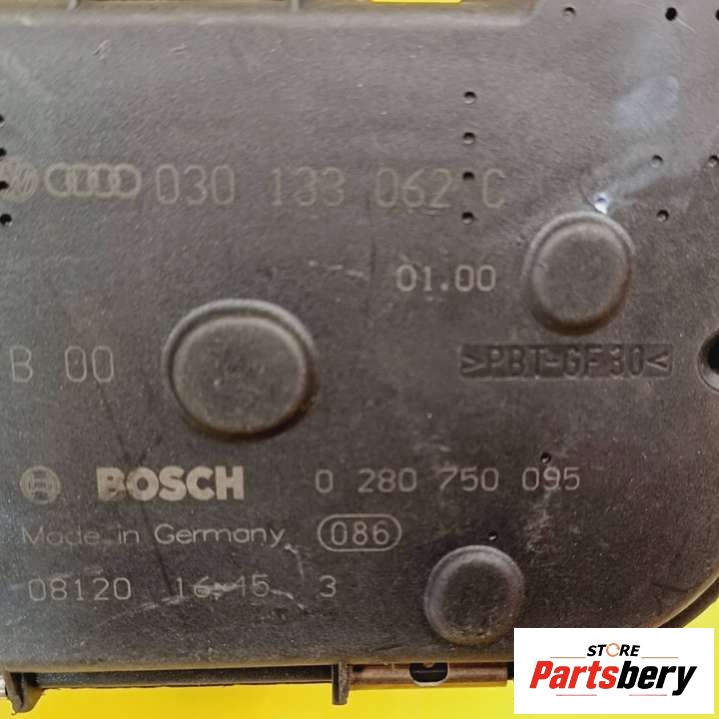 030 133 062 C
01.00
B 00
>PBT-GF30<
BOSCH 0 280 750 095
Made in Germany 086
08120 16:45 3
STORE
Partsbery